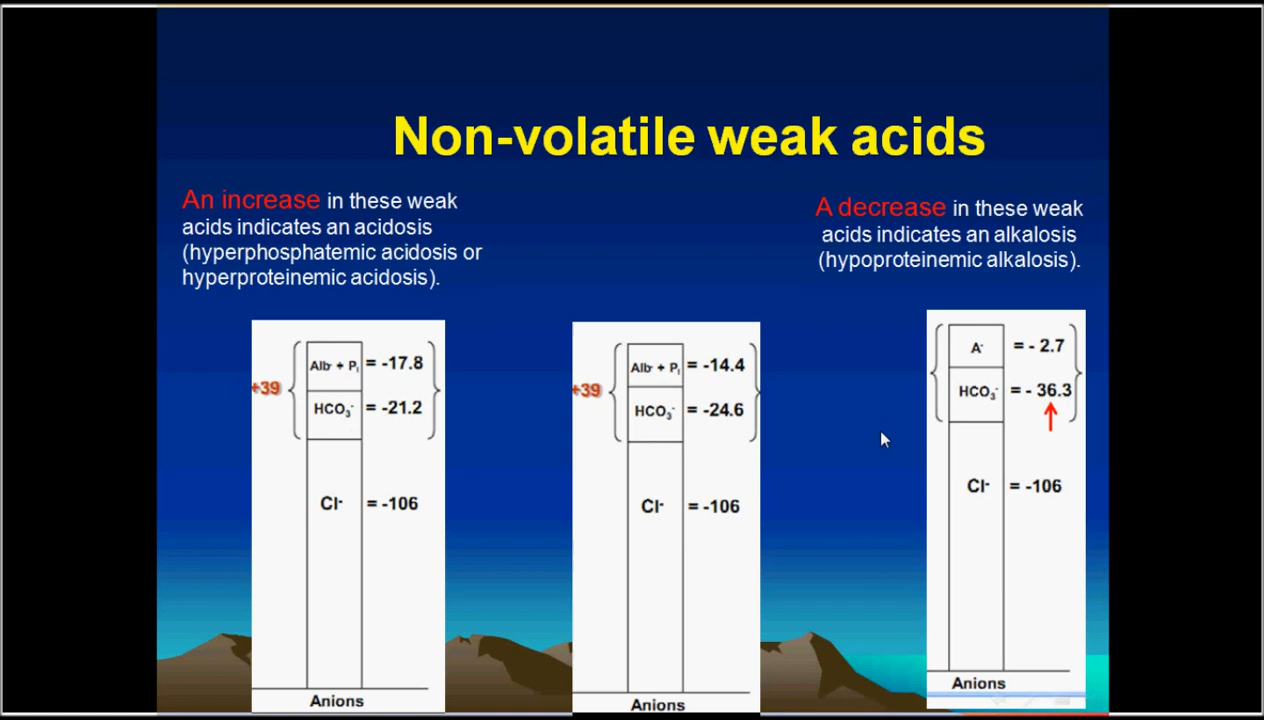 Non-volatile weak acids
An increase in these weak
acids indicates an acidosis
(hyperphosphatemic acidosis or
hyperproteinemic acidosis).
A decrease in these weak
acids indicates an alkalosis
(hypoproteinemic alkalosis).
+39
Alb- + Pi = -17.8
HCO3- = -21.2
Cl- = -106
Anions
+39
Alb- + Pi = -14.4
HCO3- = -24.6
Cl- = -106
Anions
A- = - 2.7
HCO3- = - 36.3
Cl- = -106
Anions